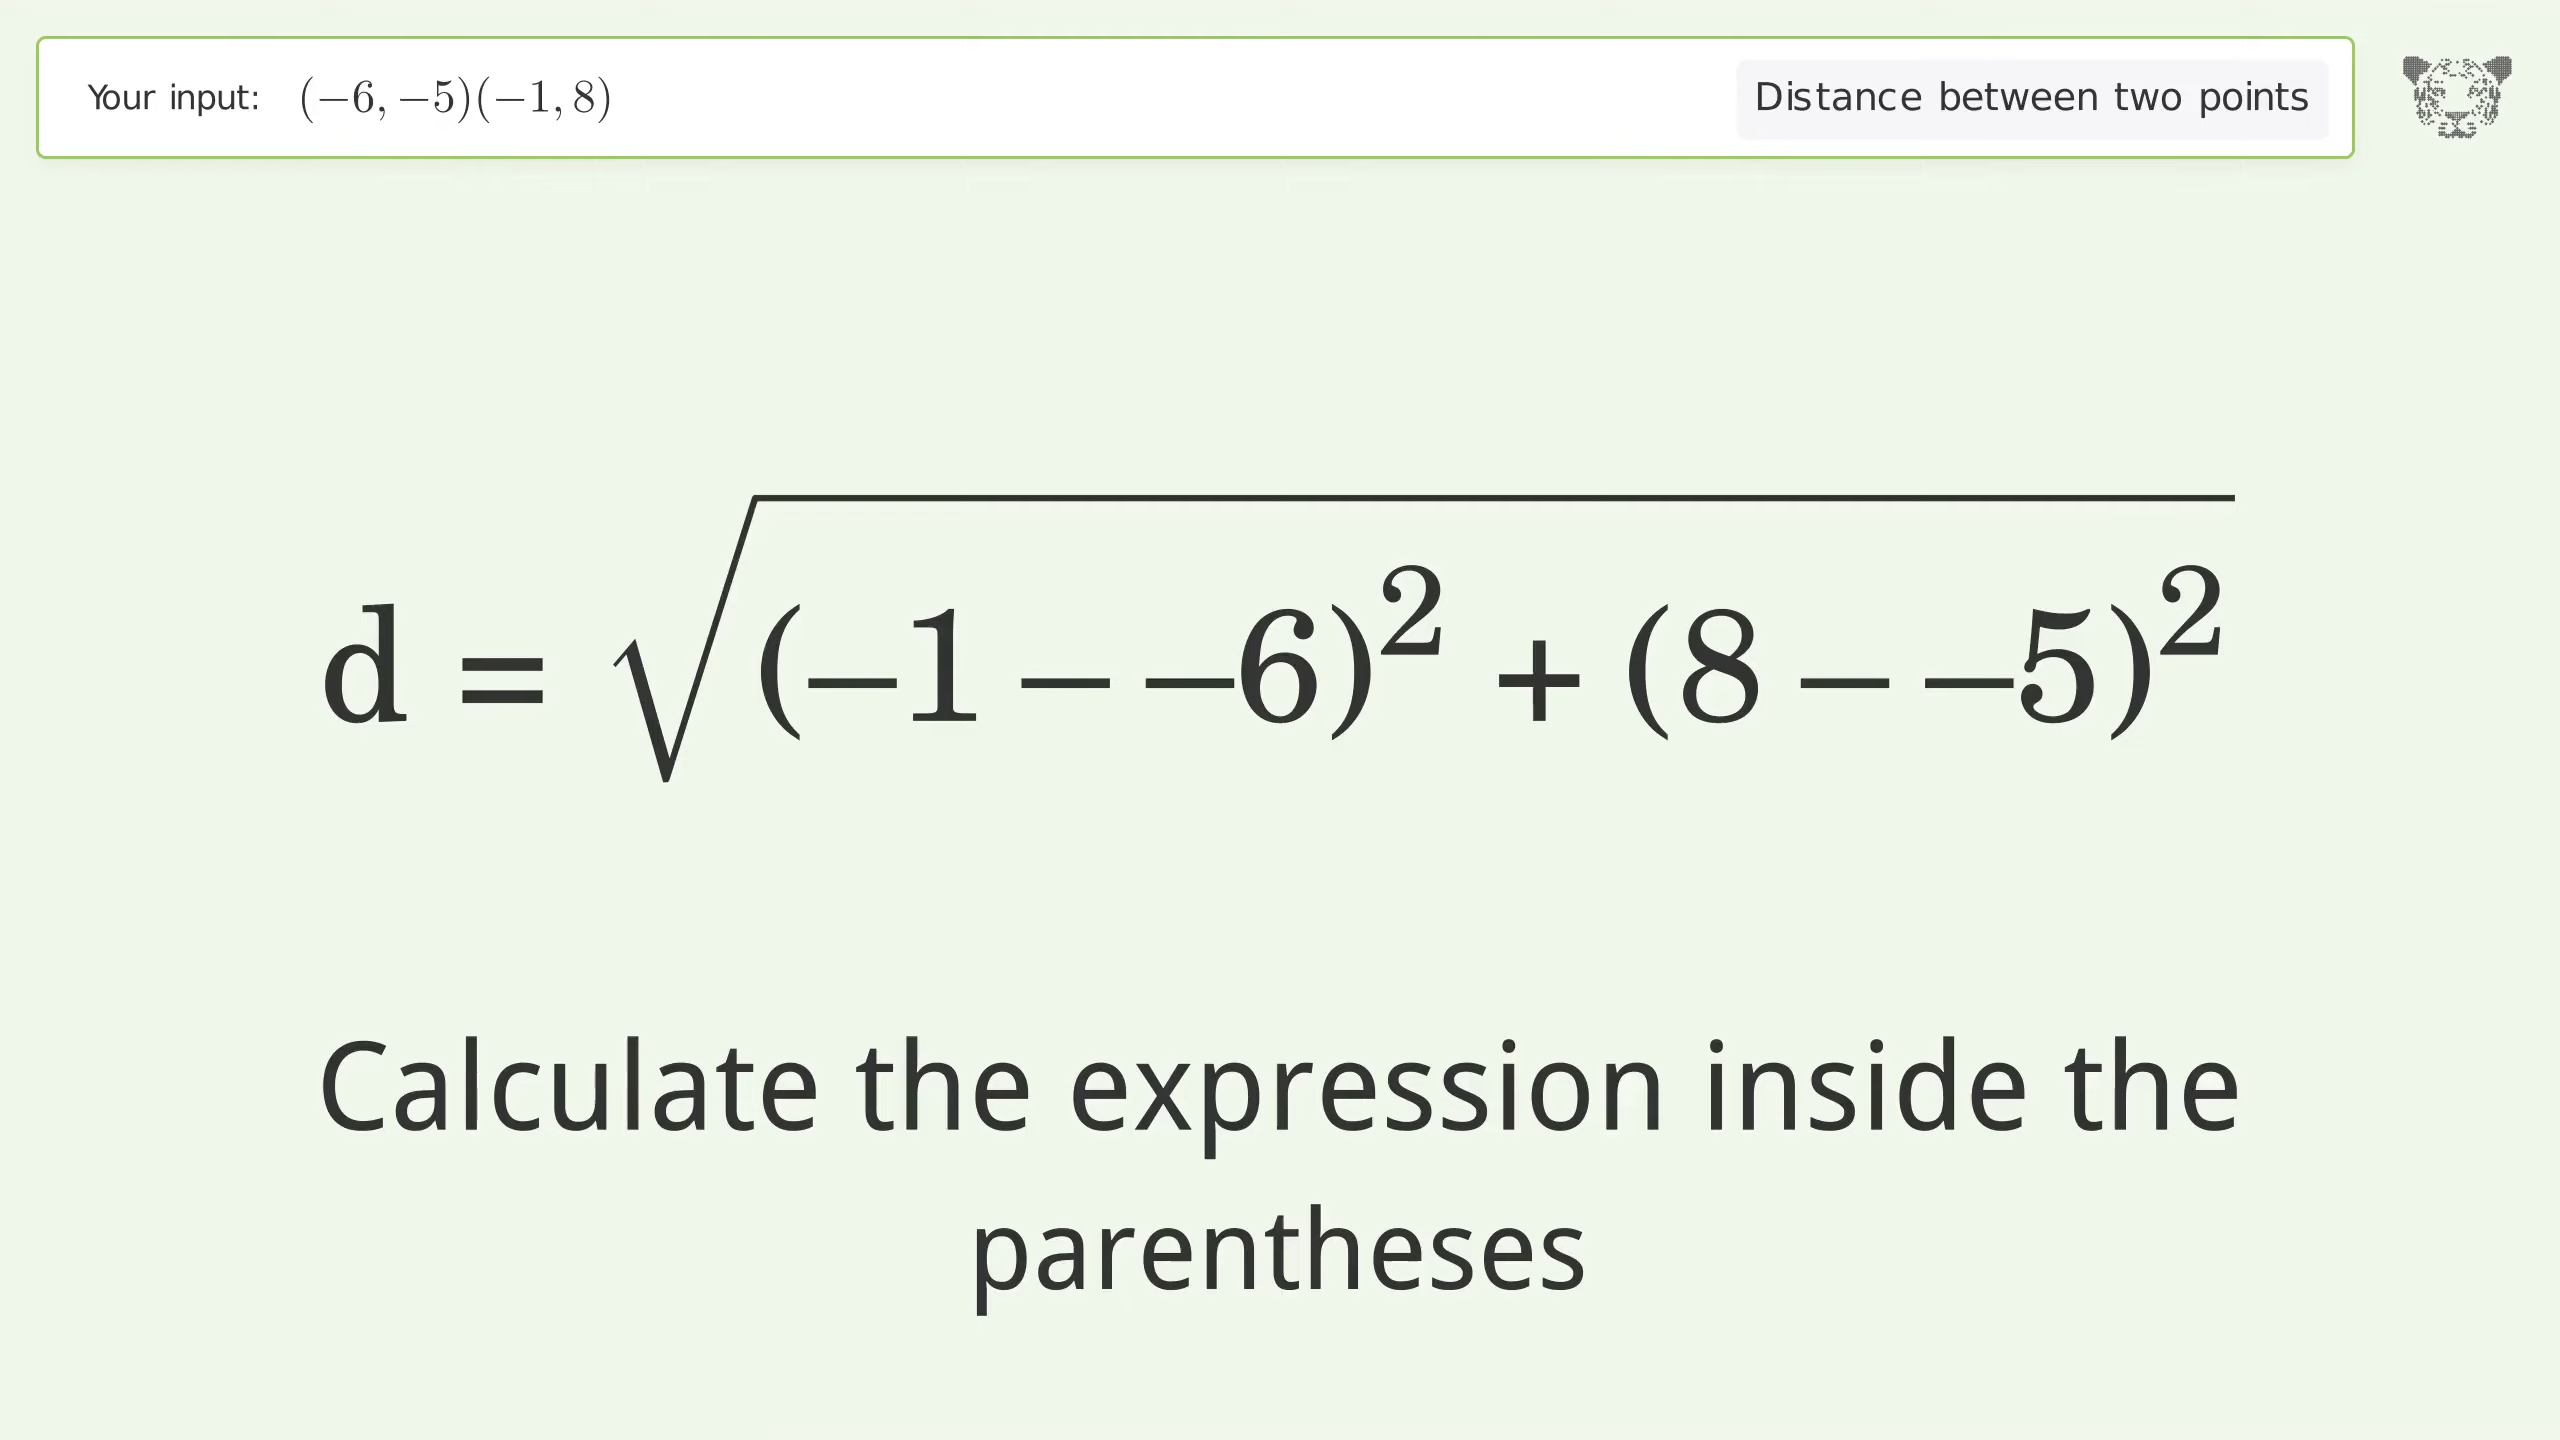 Your input: (−6, −5)(−1, 8)
Distance between two points
d = √(−1 − −6)² + (8 − −5)²
Calculate the expression inside the
parentheses